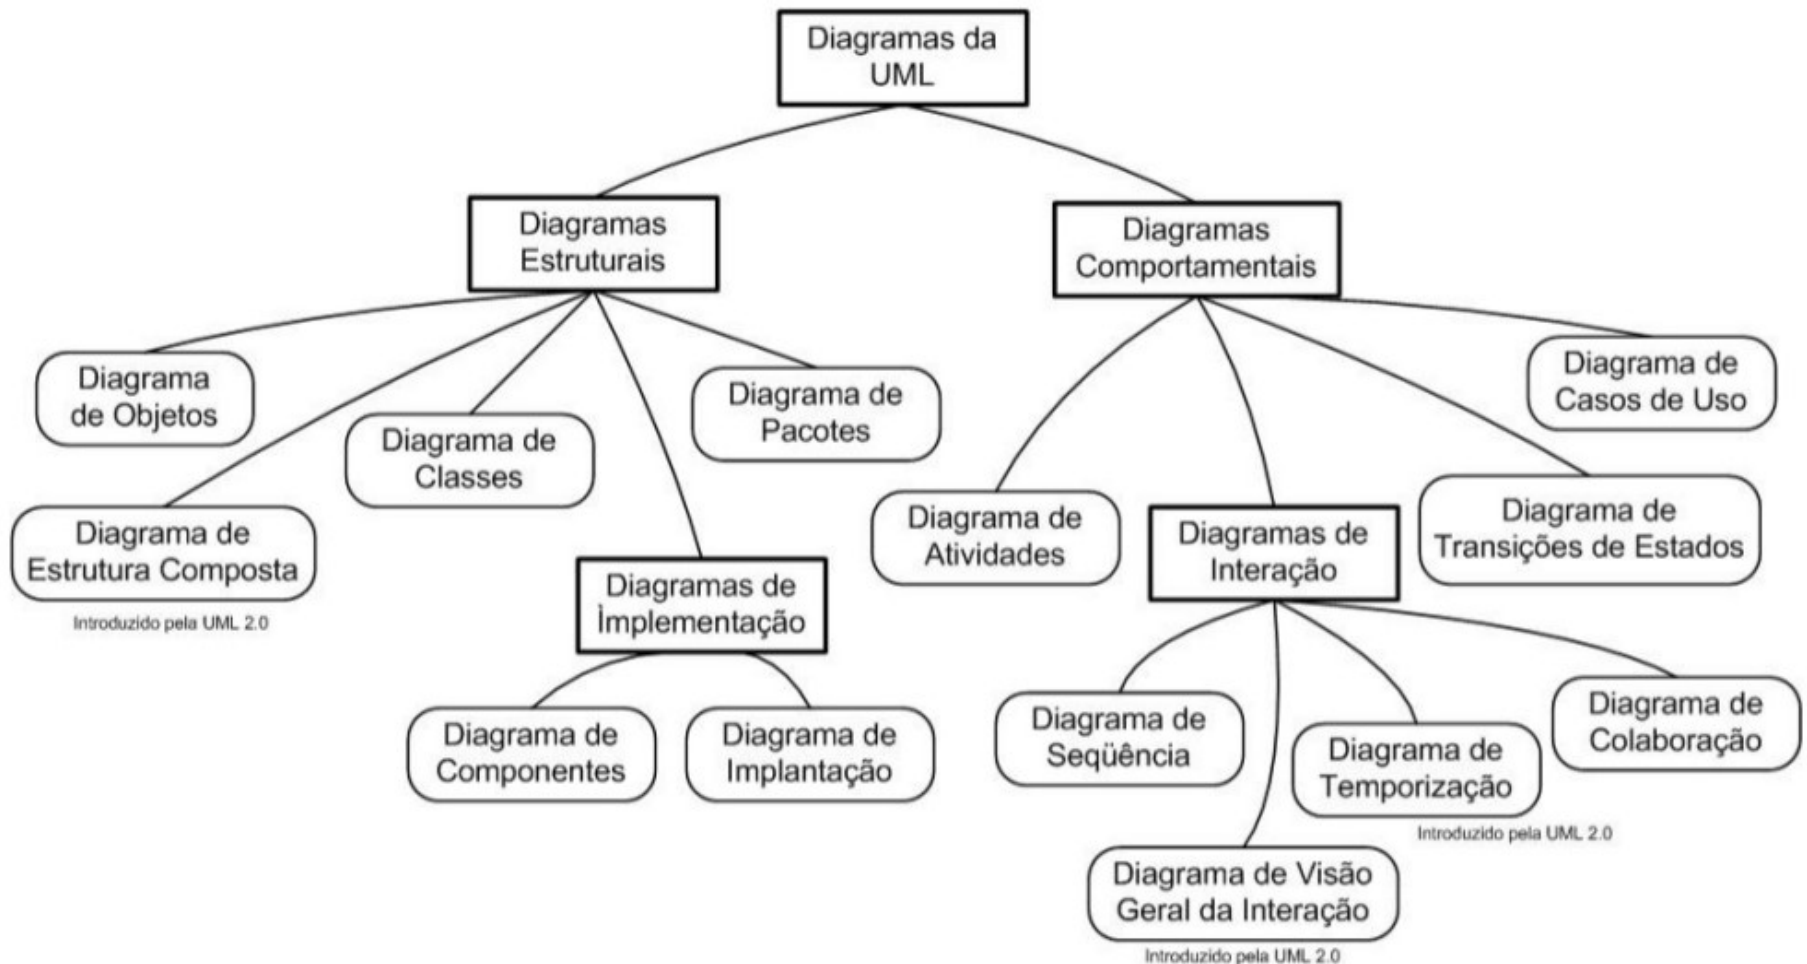 Diagramas da
UML
Diagramas
Estruturais
Diagramas
Comportamentais
Diagrama
de Objetos
Diagrama de
Classes
Diagrama de
Pacotes
Diagrama de
Casos de Uso
Diagrama de
Estrutura Composta
Introduzido pela UML 2.0
Diagramas de
Ìmplementação
Diagrama de
Atividades
Diagramas de
Interação
Diagrama de
Transições de Estados
Diagrama de
Componentes
Diagrama de
Implantação
Diagrama de
Seqüência
Diagrama de
Temporização
Introduzido pela UML 2.0
Diagrama de
Colaboração
Diagrama de Visão
Geral da Interação
Introduzido pela UML 2.0